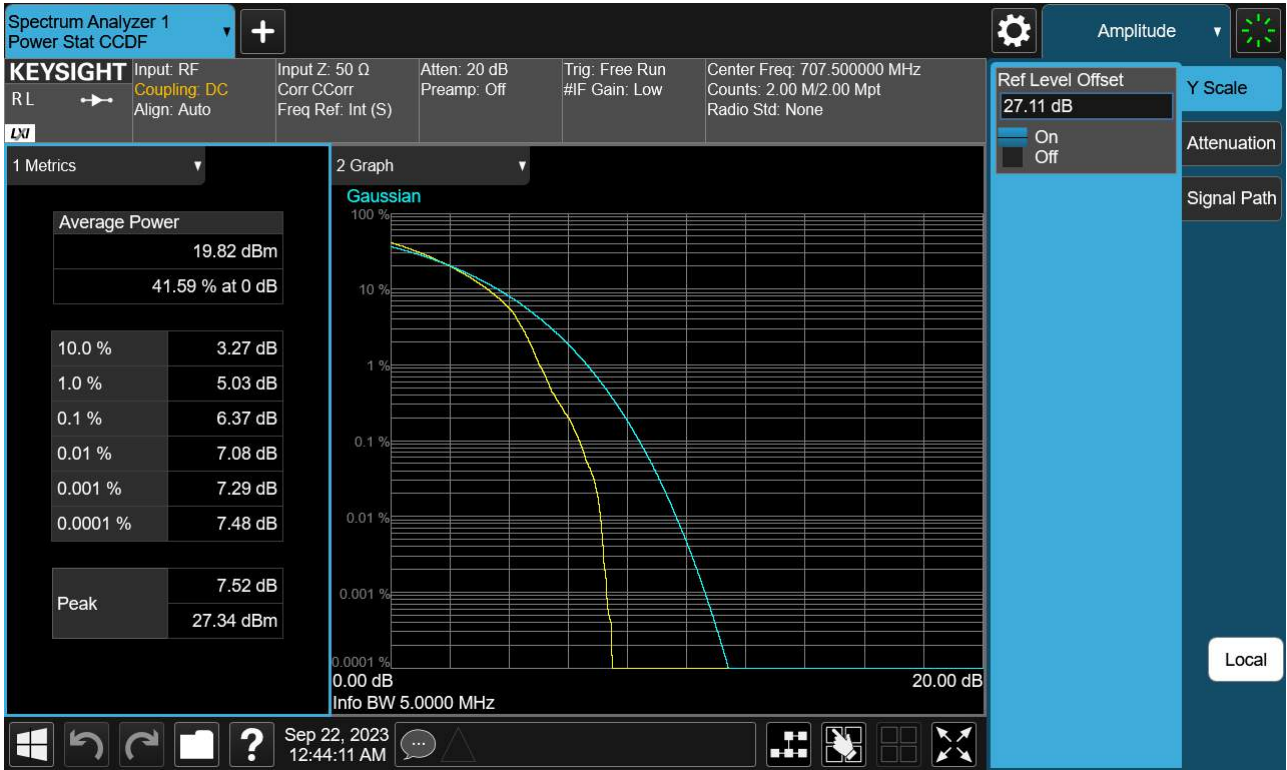 Spectrum Analyzer 1
Power Stat CCDF
Amplitude
KEYSIGHT
R L
LXI
Input: RF
Coupling: DC
Align: Auto
Input Z: 50 Ω
Corr CCorr
Freq Ref: Int (S)
Atten: 20 dB
Preamp: Off
Trig: Free Run
#IF Gain: Low
Center Freq: 707.500000 MHz
Counts: 2.00 M/2.00 Mpt
Radio Std: None
Ref Level Offset
27.11 dB
On
Off
Y Scale
Attenuation
Signal Path
Local
1 Metrics
Average Power
19.82 dBm
41.59 % at 0 dB
10.0 % 3.27 dB
1.0 % 5.03 dB
0.1 % 6.37 dB
0.01 % 7.08 dB
0.001 % 7.29 dB
0.0001 % 7.48 dB
Peak
7.52 dB
27.34 dBm
2 Graph
Gaussian
100 %
10 %
1 %
0.1 %
0.01 %
0.001 %
0.0001 %
0.00 dB 20.00 dB
Info BW 5.0000 MHz
?
Sep 22, 2023
12:44:11 AM